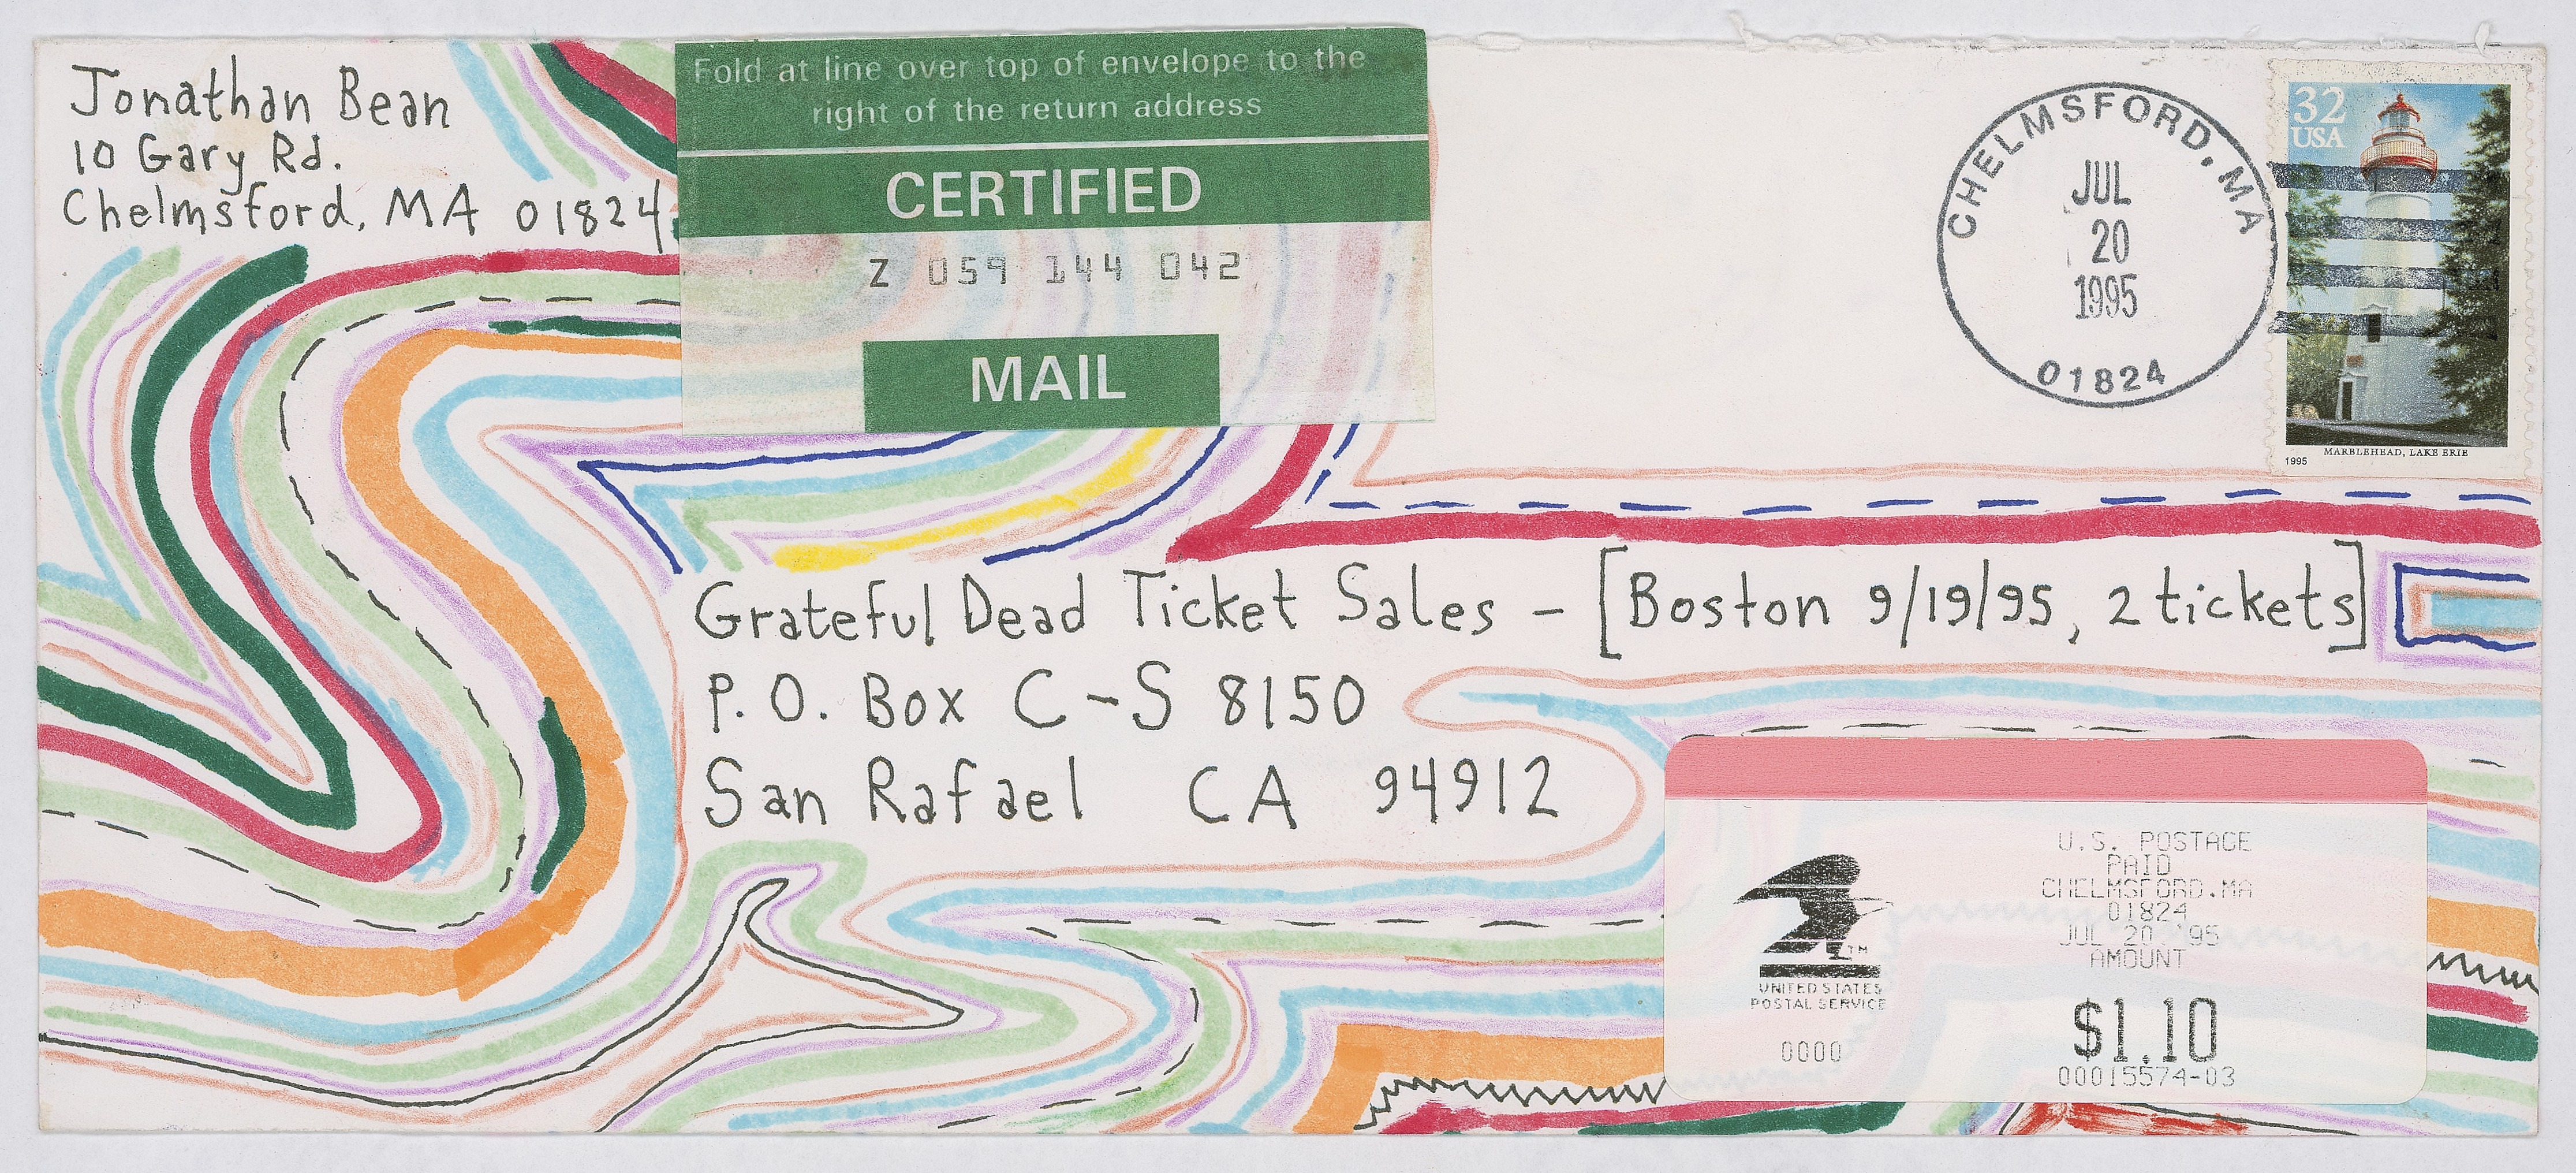 Jonathan Bean
10 Gary Rd.
Chelmsford, MA 01824
Fold at line over top of envelope to the
right of the return address
CERTIFIED
Z 059 144 042
MAIL
CHELMSFORD, MA
JUL
20
1995
01824
32
USA
1995
MARBLEHEAD, LAKE ERIE
Grateful Dead Ticket Sales - [Boston 9/19/95, 2 tickets]
P.O. Box C-S 8150
San Rafael CA 94912
U.S. POSTAGE
PAID
CHELMSFORD.MA
01824
JUL 20 '95
AMOUNT
$1.10
00015574-03
TM
UNITED STATES
POSTAL SERVICE
0000